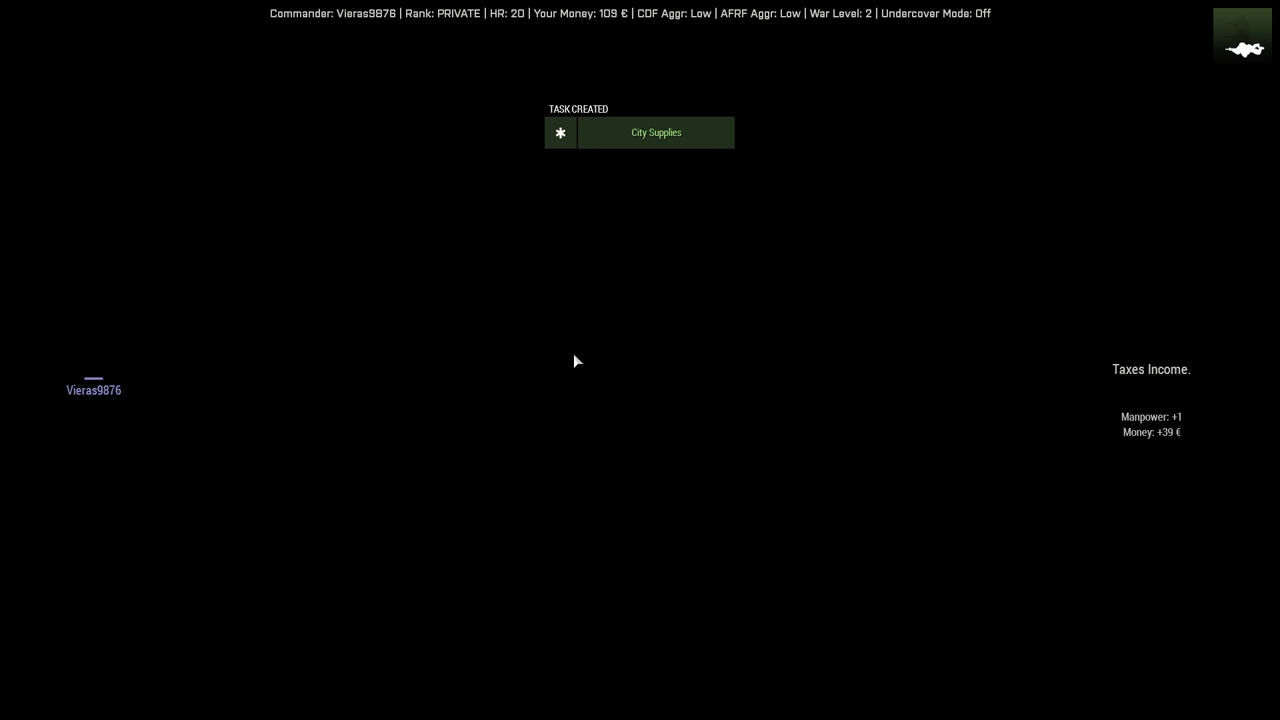 Commander: Vieras9876 | Rank: PRIVATE | HR: 20 | Your Money: 109 € | CDF Aggr: Low | AFRF Aggr: Low | War Level: 2 | Undercover Mode: Off
TASK CREATED
City Supplies
Vieras9876
Taxes Income.
Manpower: +1
Money: +39 €